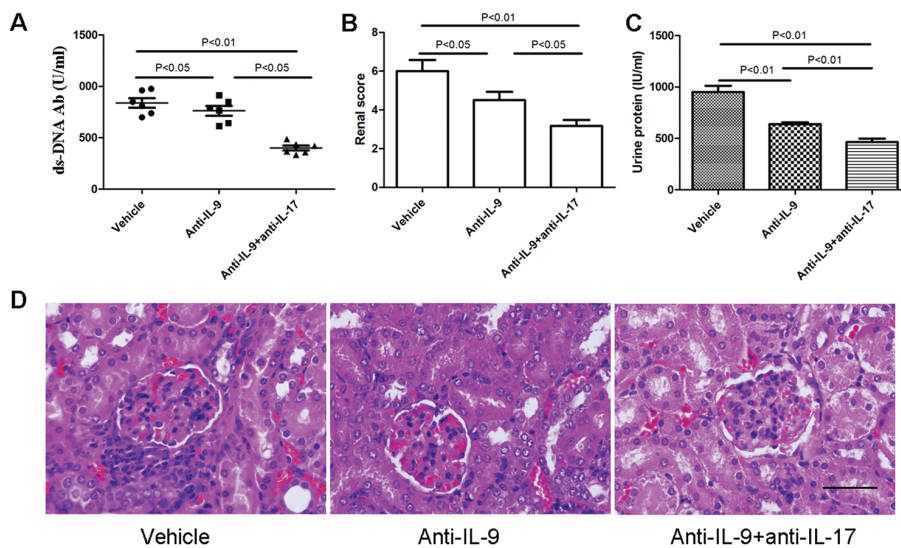 A
ds-DNA Ab (U/ml)
1500
000
500
000
P<0.01
P<0.05
P<0.05
Vehicle
Anti-IL-9
Anti-IL-9+anti-IL-17
B
Renal score
8
6
4
2
0
P<0.01
P<0.05
P<0.05
Vehicle
Anti-IL-9
Anti-IL-9+anti-IL-17
C
Urine protein (IU/ml)
1500
1000
500
0
P<0.01
P<0.01
P<0.01
Vehicle
Anti-IL-9
Anti-IL-9+anti-IL-17
D
Vehicle
Anti-IL-9
Anti-IL-9+anti-IL-17